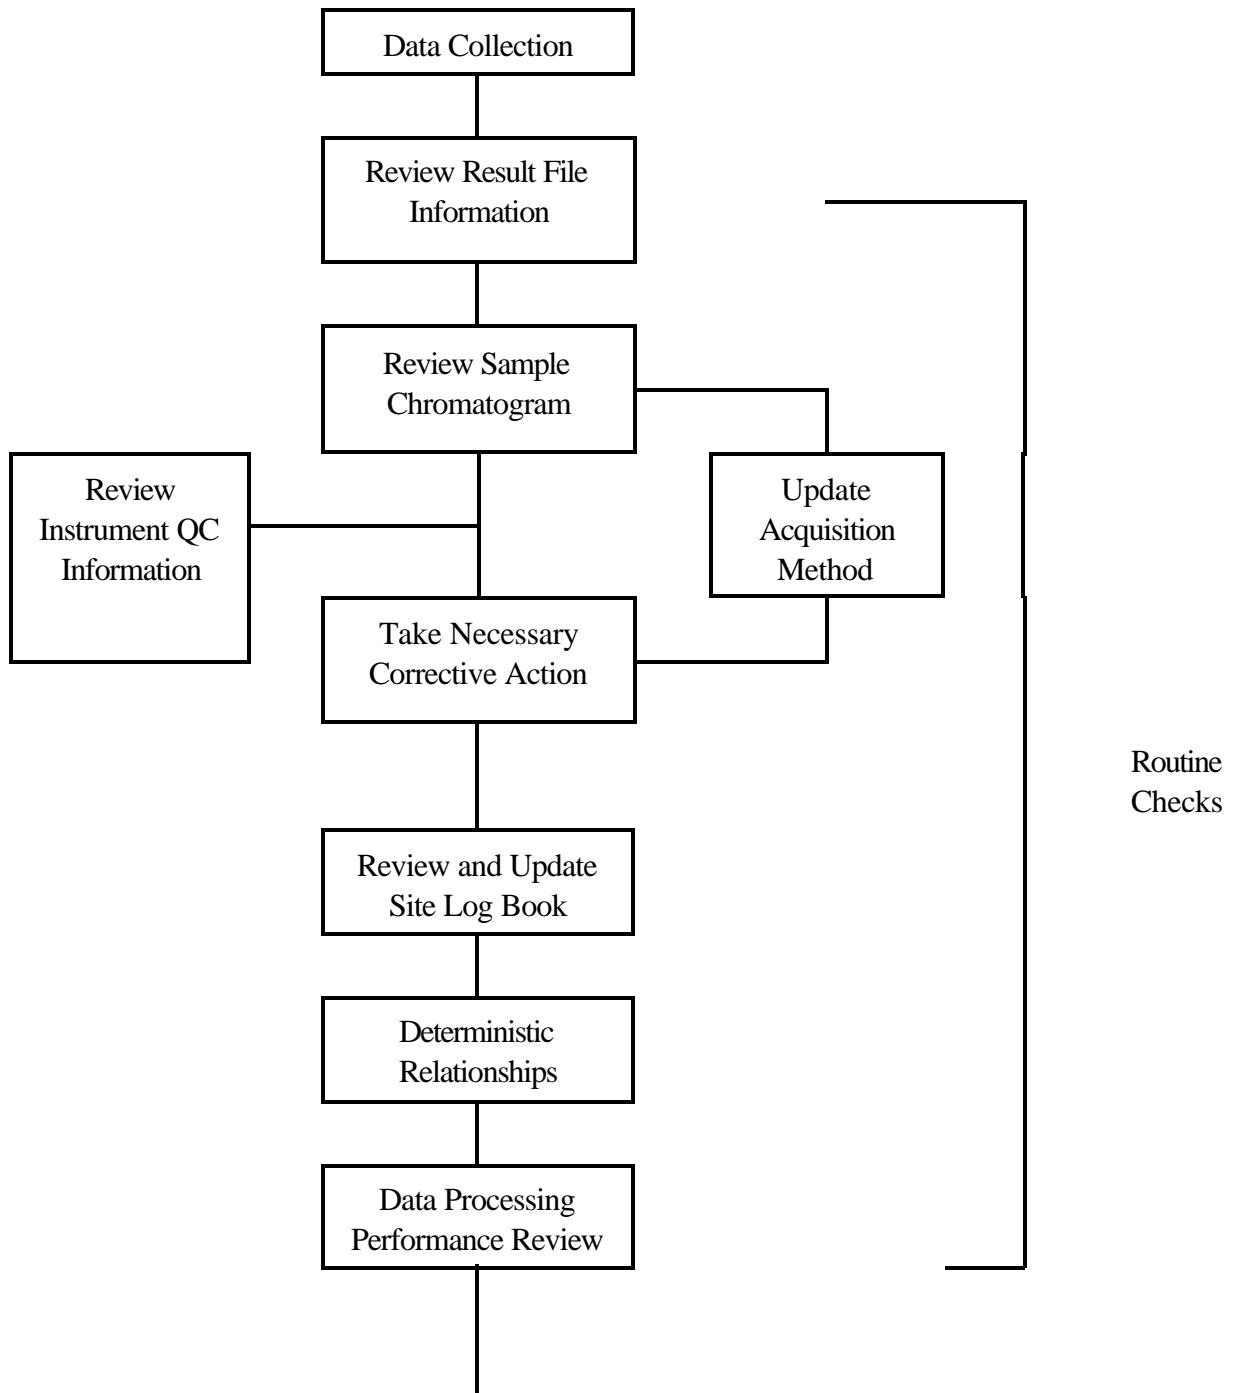 Data Collection
Review Result File
Information
Review Sample
Chromatogram
Review
Instrument QC
Information
Update
Acquisition
Method
Take Necessary
Corrective Action
Routine
Checks
Review and Update
Site Log Book
Deterministic
Relationships
Data Processing
Performance Review